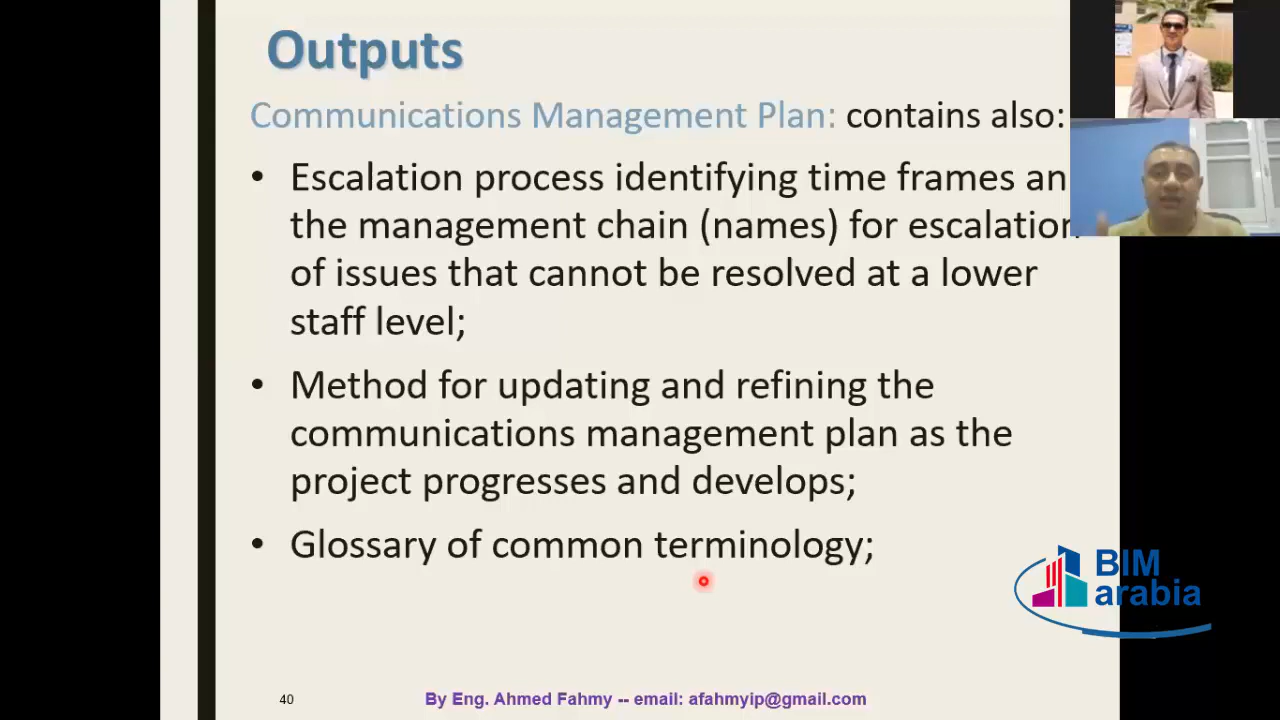 Outputs
Communications Management Plan: contains also:
• Escalation process identifying time frames an
the management chain (names) for escalation
of issues that cannot be resolved at a lower
staff level;
• Method for updating and refining the
communications management plan as the
project progresses and develops;
• Glossary of common terminology;
BIM
arabia
40
By Eng. Ahmed Fahmy -- email: afahmyip@gmail.com